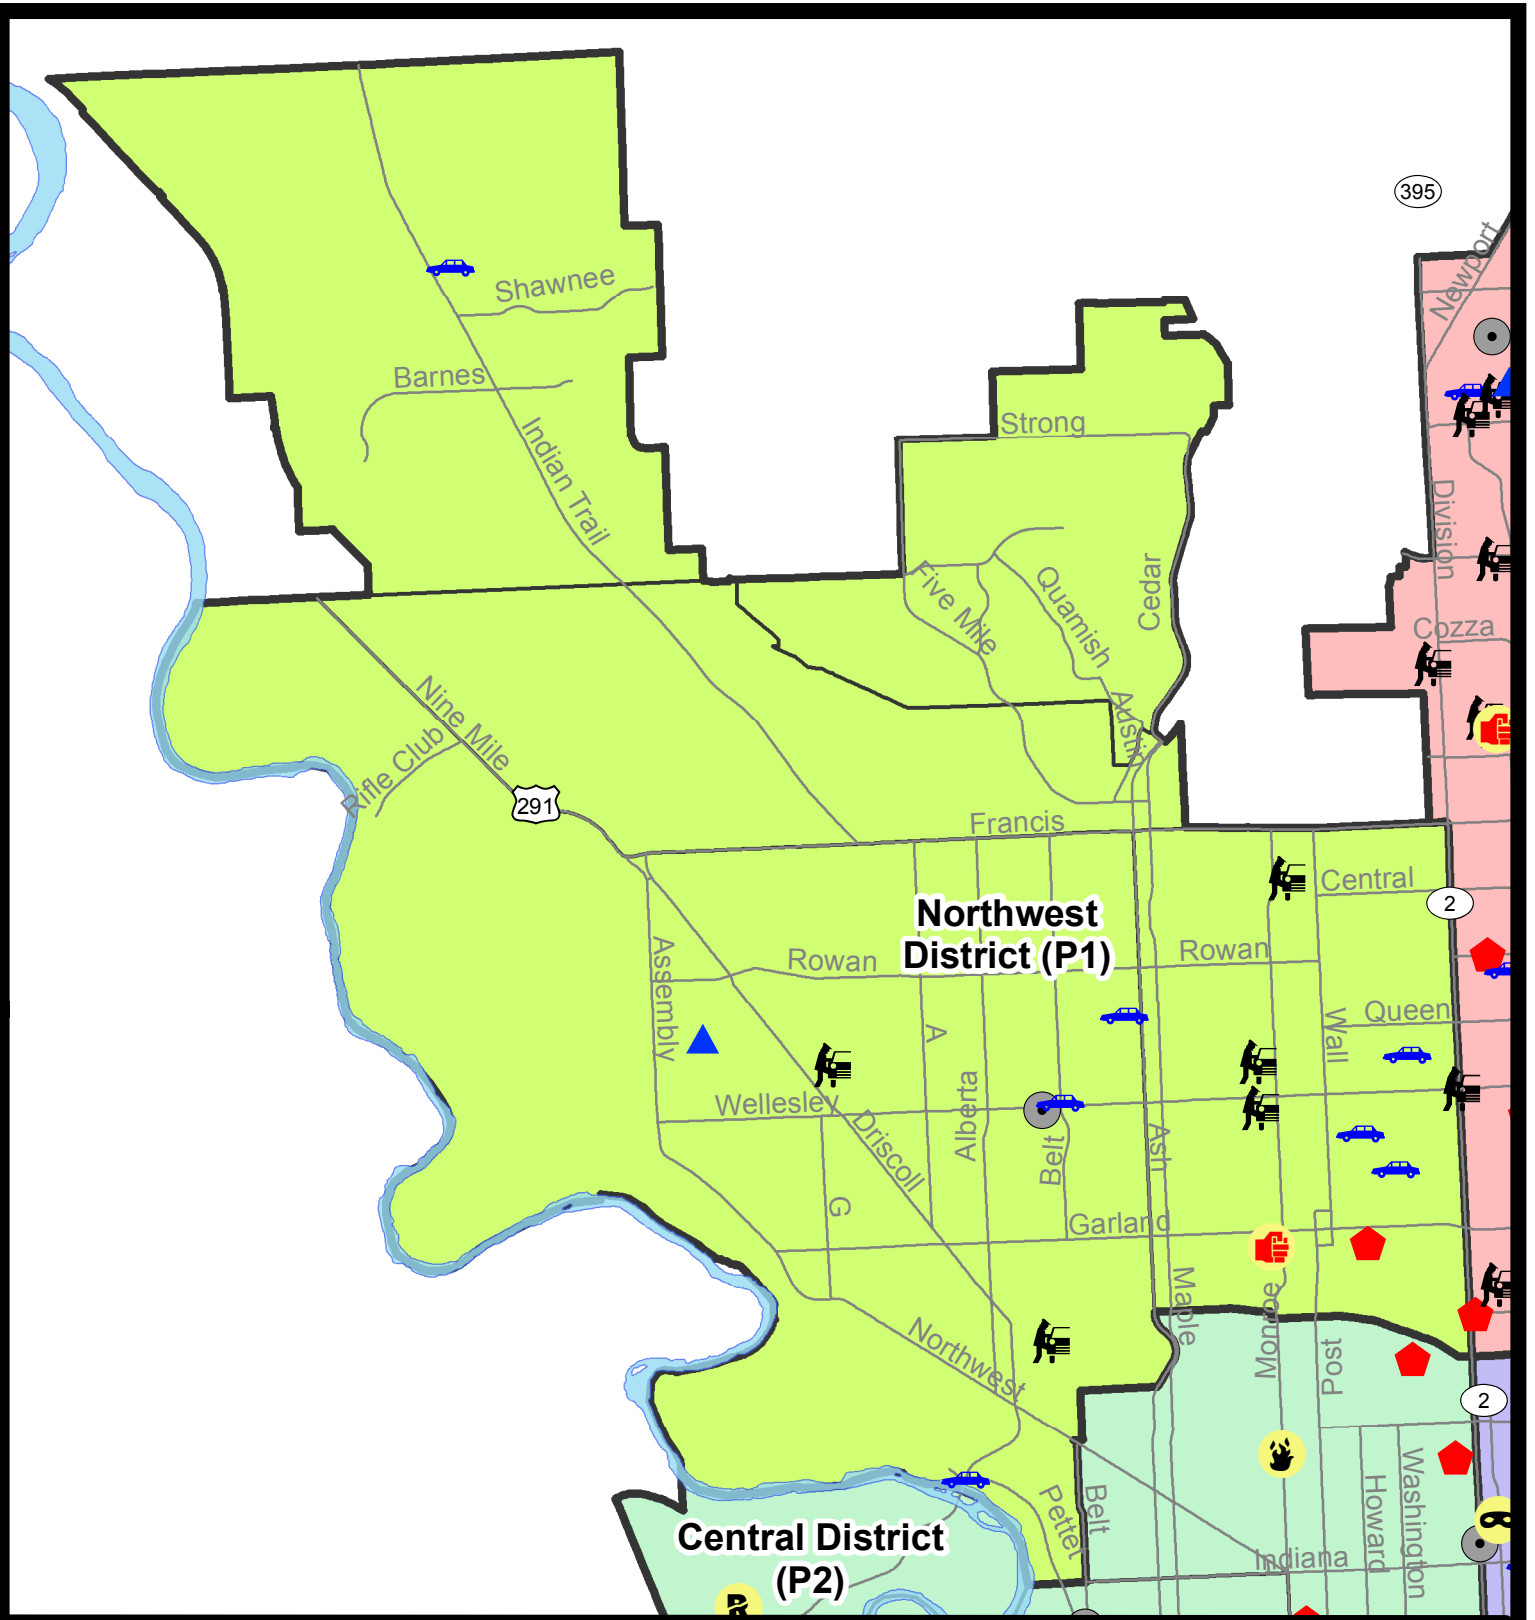 395
Newport
Shawnee
Barnes
Indian Trail
Strong
Division
Five Mile
Quamish
Cedar
Cozza
Nine Mile
Rifle Club
Austin
291
Francis
Central
2
Northwest
District (P1)
Assembly
Rowan
Rowan
Queen
A
Wall
Wellesley
Alberta
Driscoll
Belt
Ash
G
Garland
Maple
Monroe
Northwest
Post
2
Central District
(P2)
Pettet
Belt
Howard
Washington
Indiana
R